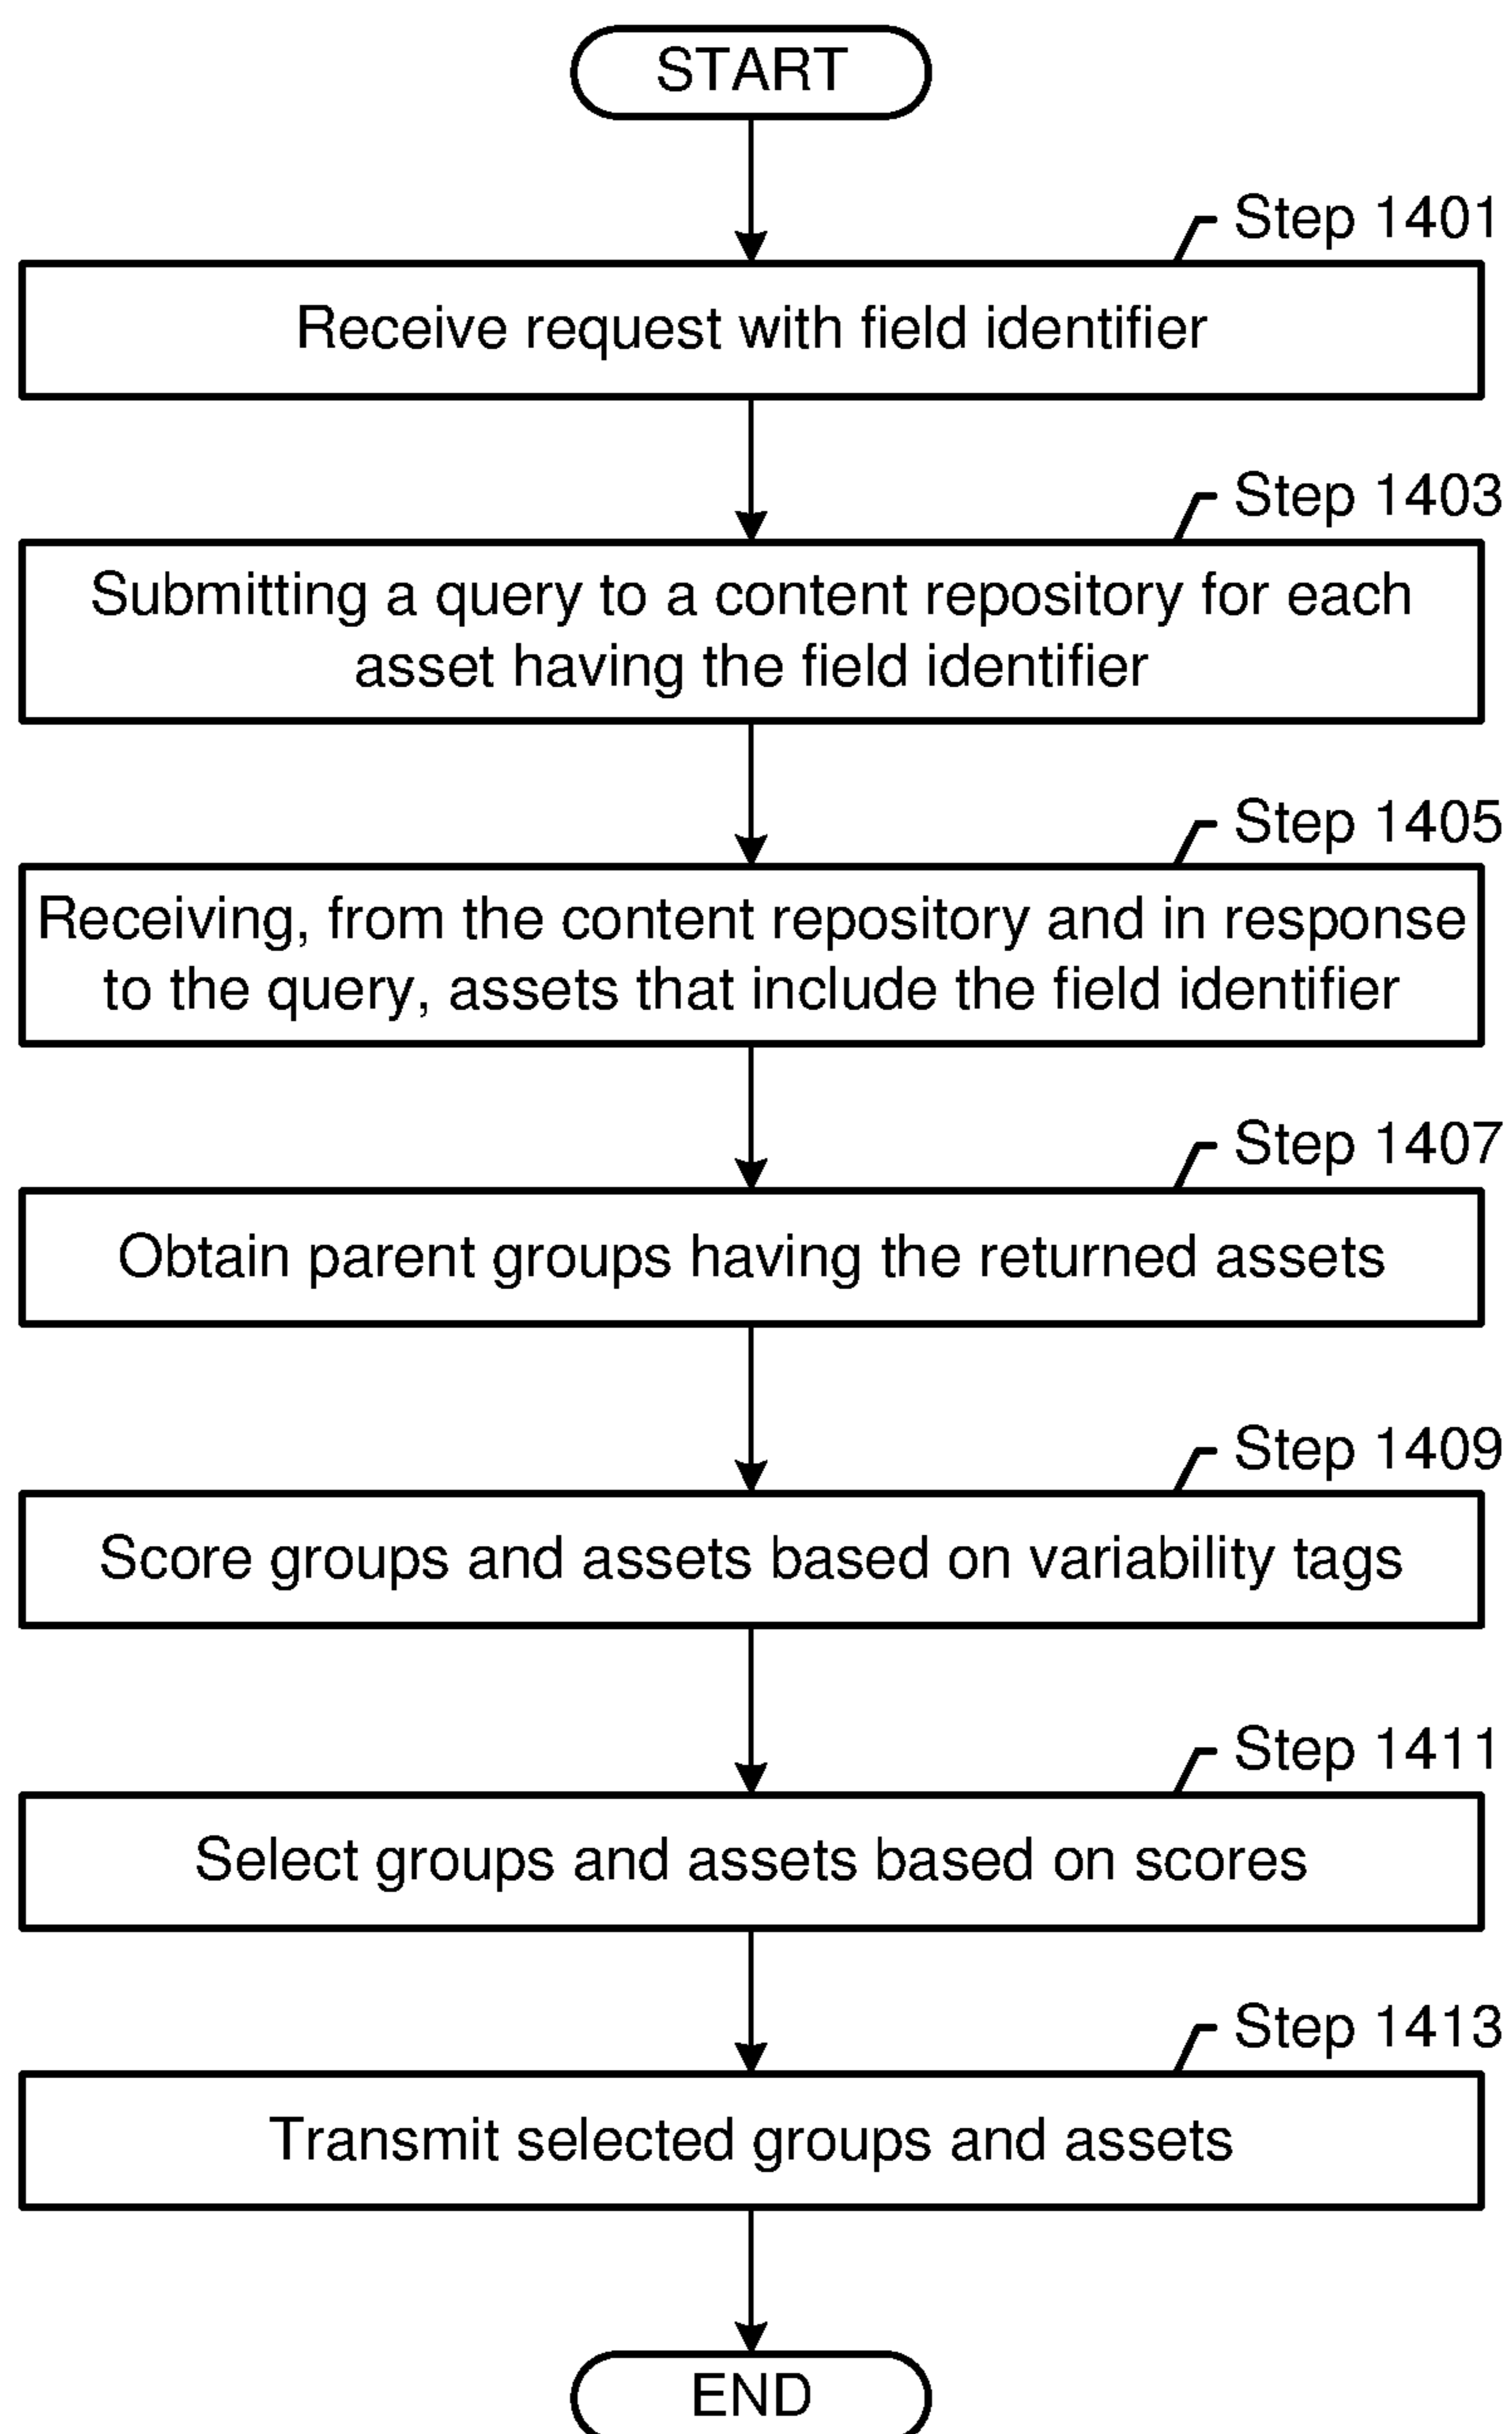 START
Step 1401
Receive request with field identifier
Step 1403
Submitting a query to a content repository for each
asset having the field identifier
Step 1405
Receiving, from the content repository and in response
to the query, assets that include the field identifier
Step 1407
Obtain parent groups having the returned assets
Step 1409
Score groups and assets based on variability tags
Step 1411
Select groups and assets based on scores
Step 1413
Transmit selected groups and assets
END